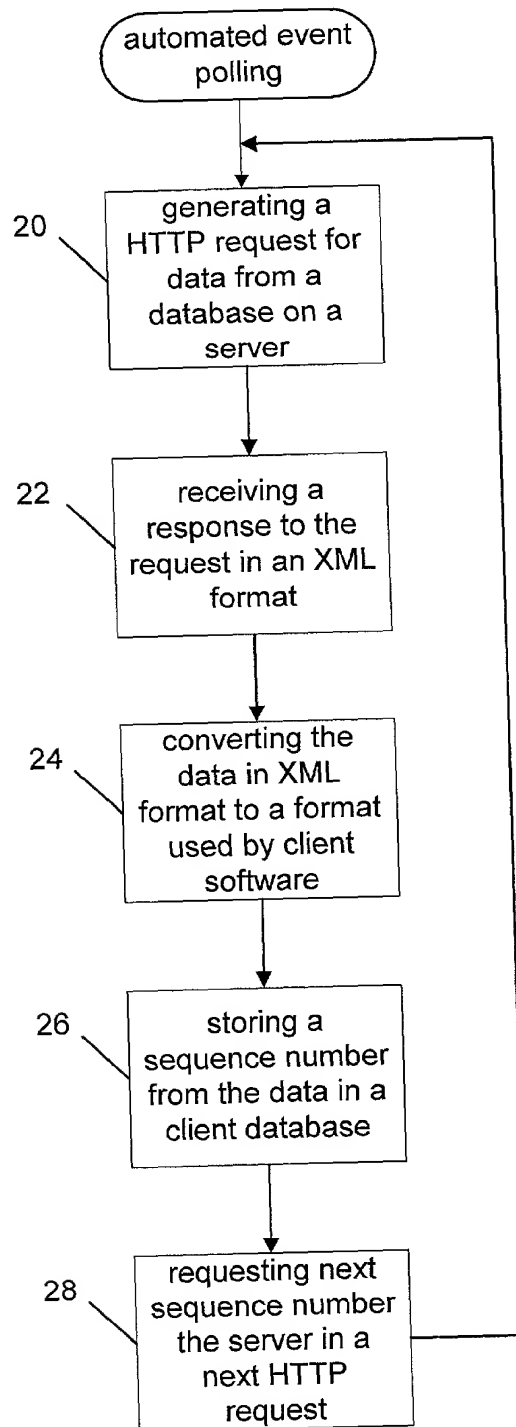 automated event
polling
20
generating a
HTTP request for
data from a
database on a
server
22
receiving a
response to the
request in an XML
format
24
converting the
data in XML
format to a format
used by client
software
26
storing a
sequence number
from the data in a
client database
28
requesting next
sequence number
the server in a
next HTTP
request